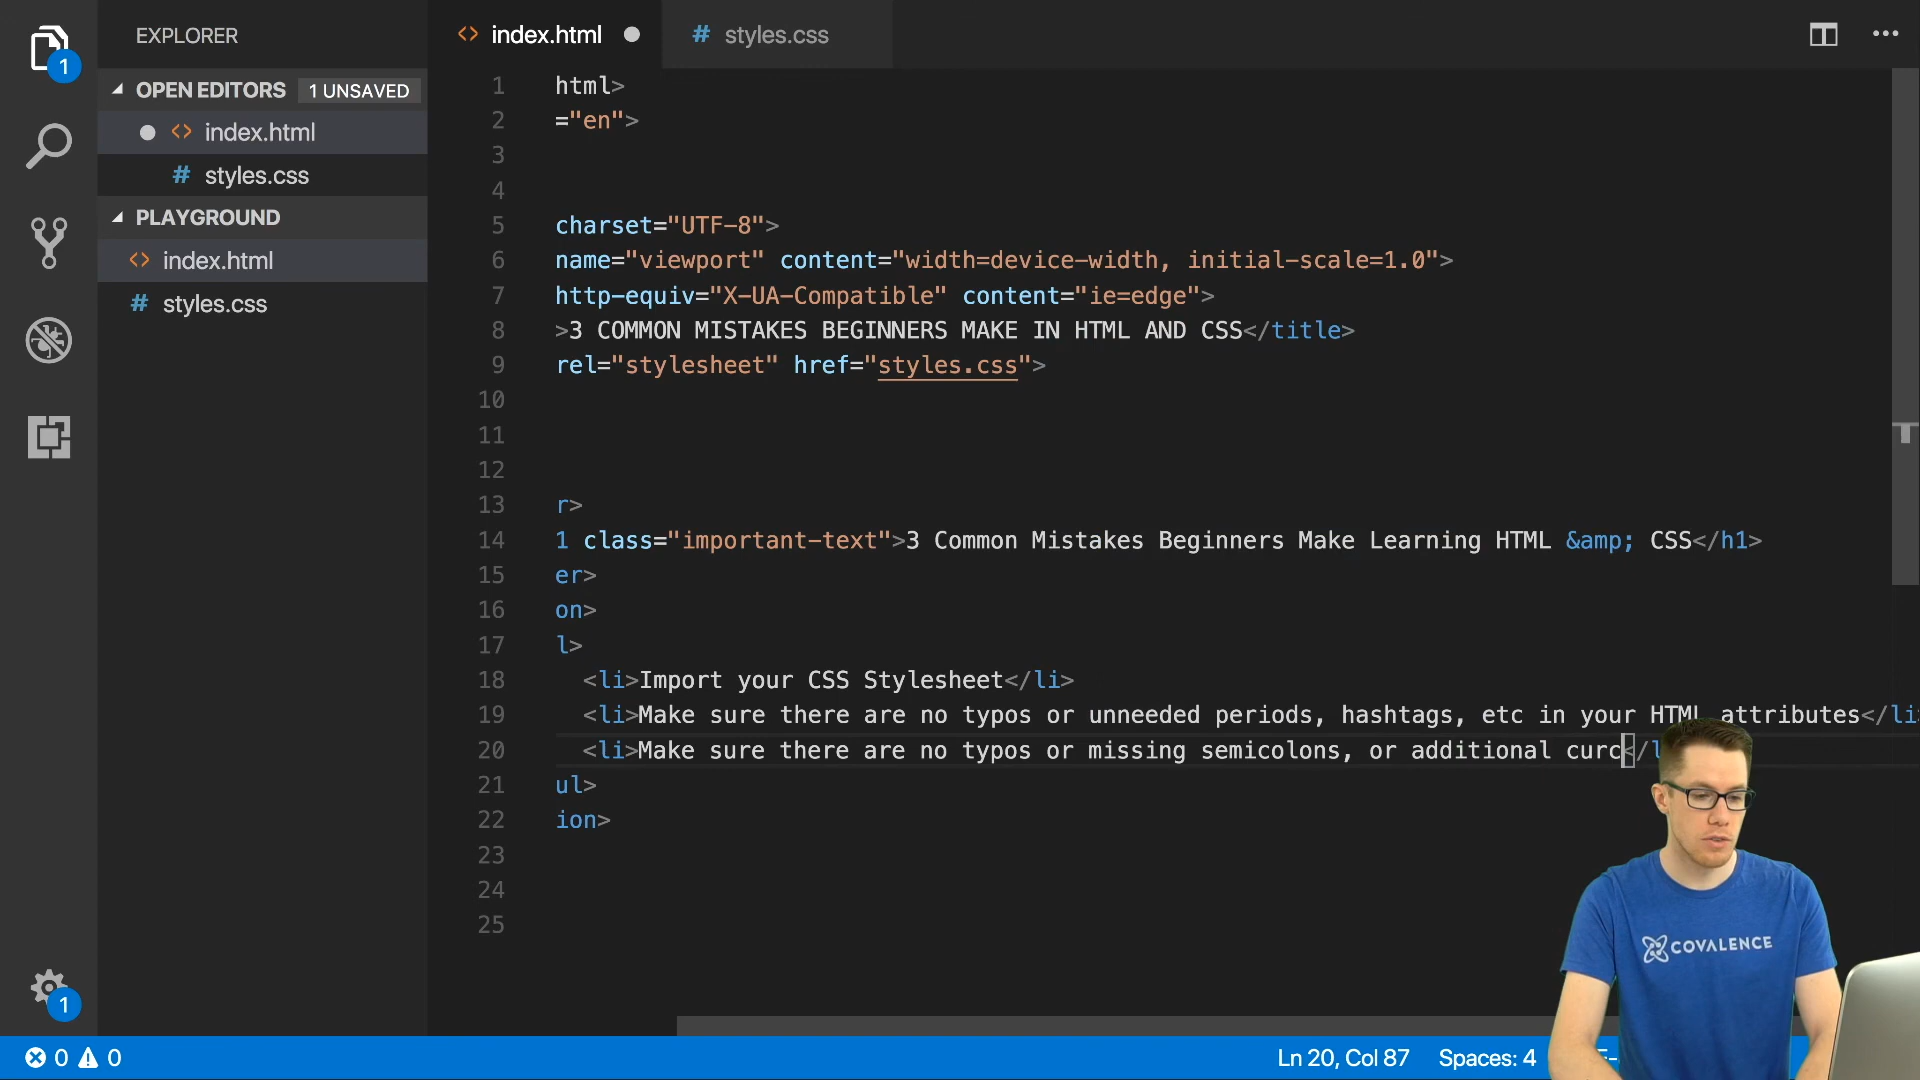 EXPLORER
OPEN EDITORS 1 UNSAVED
index.html
styles.css
PLAYGROUND
index.html
styles.css
1
1
<> index.html
# styles.css
1 html>
2 ="en">
3
4
5 charset="UTF-8">
6 name="viewport" content="width=device-width, initial-scale=1.0">
7 http-equiv="X-UA-Compatible" content="ie=edge">
8 >3 COMMON MISTAKES BEGINNERS MAKE IN HTML AND CSS</title>
9 rel="stylesheet" href="styles.css">
10
11
12
13 r>
14 1 class="important-text">3 Common Mistakes Beginners Make Learning HTML &amp; CSS</h1>
15 er>
16 on>
17 l>
18 <li>Import your CSS Stylesheet</li>
19 <li>Make sure there are no typos or unneeded periods, hashtags, etc in your HTML attributes</li
20 <li>Make sure there are no typos or missing semicolons, or additional curc</l
21 ul>
22 ion>
23
24
25
COVALENCE
0 0
Ln 20, Col 87 Spaces: 4